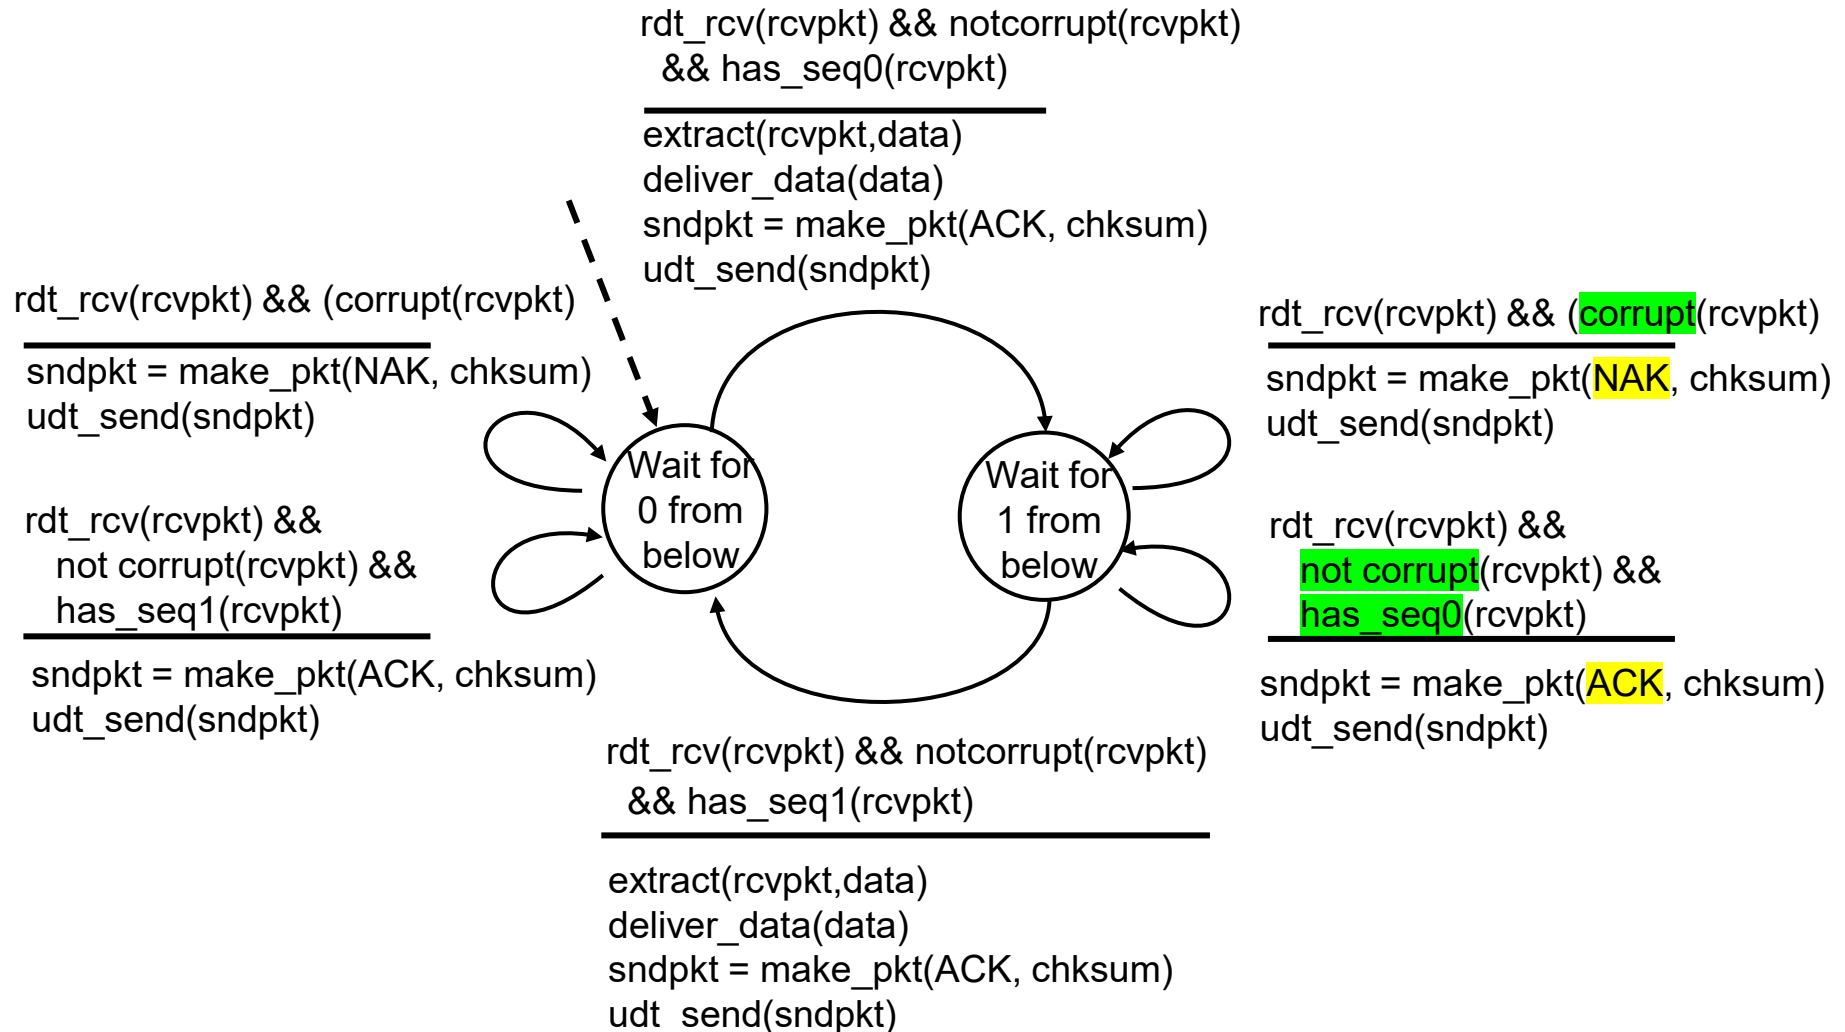 rdt_rcv(rcvpkt) && notcorrupt(rcvpkt)
&& has_seq0(rcvpkt)
extract(rcvpkt,data)
deliver_data(data)
sndpkt = make_pkt(ACK, chksum)
udt_send(sndpkt)
rdt_rcv(rcvpkt) && (corrupt(rcvpkt)
sndpkt = make_pkt(NAK, chksum)
udt_send(sndpkt)
rdt_rcv(rcvpkt) &&
not corrupt(rcvpkt) &&
has_seq1(rcvpkt)
sndpkt = make_pkt(ACK, chksum)
udt_send(sndpkt)
Wait for
0 from
below
Wait for
1 from
below
rdt_rcv(rcvpkt) && (corrupt(rcvpkt)
sndpkt = make_pkt(NAK, chksum)
udt_send(sndpkt)
rdt_rcv(rcvpkt) &&
not corrupt(rcvpkt) &&
has_seq0(rcvpkt)
sndpkt = make_pkt(ACK, chksum)
udt_send(sndpkt)
rdt_rcv(rcvpkt) && notcorrupt(rcvpkt)
&& has_seq1(rcvpkt)
extract(rcvpkt,data)
deliver_data(data)
sndpkt = make_pkt(ACK, chksum)
udt_send(sndpkt)